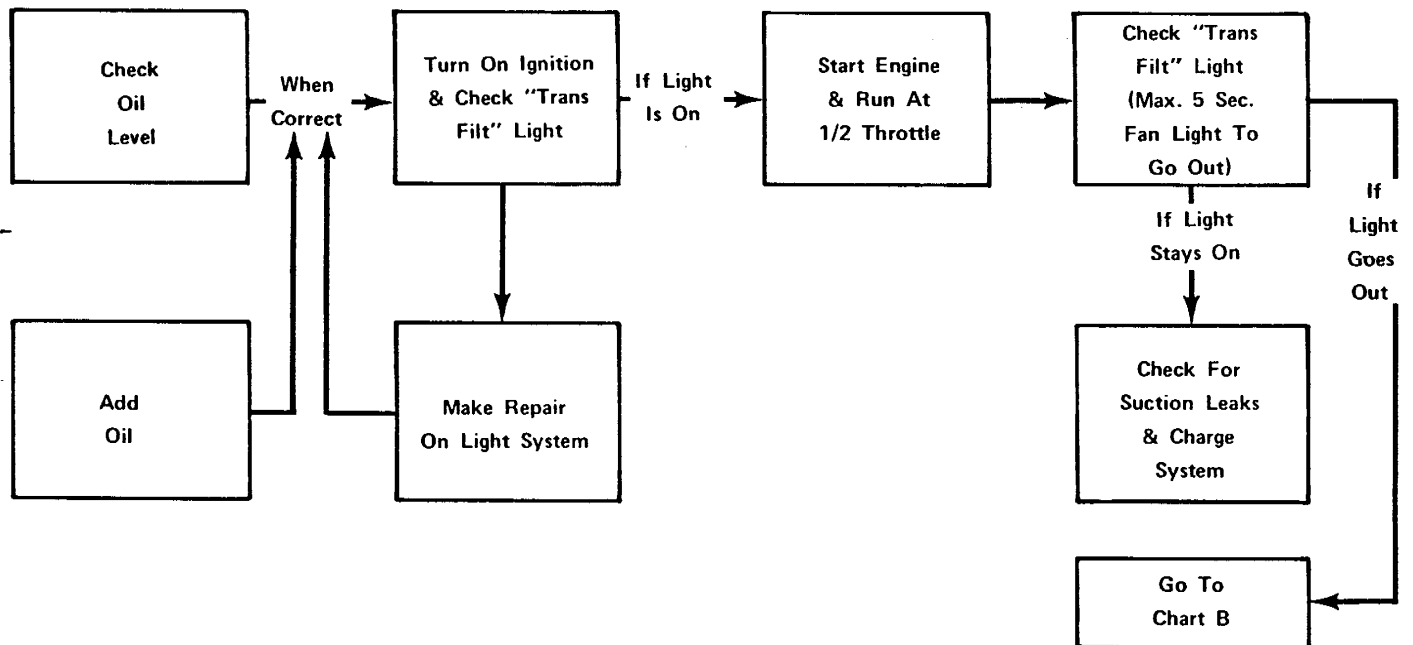 Check
Oil
Level
When
Correct
Turn On Ignition
& Check "Trans
Filt" Light
If Light
Is On
Start Engine
& Run At
1/2 Throttle
Check "Trans
Filt" Light
(Max. 5 Sec.
Fan Light To
Go Out)
If Light
Stays On
If
Light
Goes
Out
Add
Oil
Make Repair
On Light System
Check For
Suction Leaks
& Charge
System
Go To
Chart B